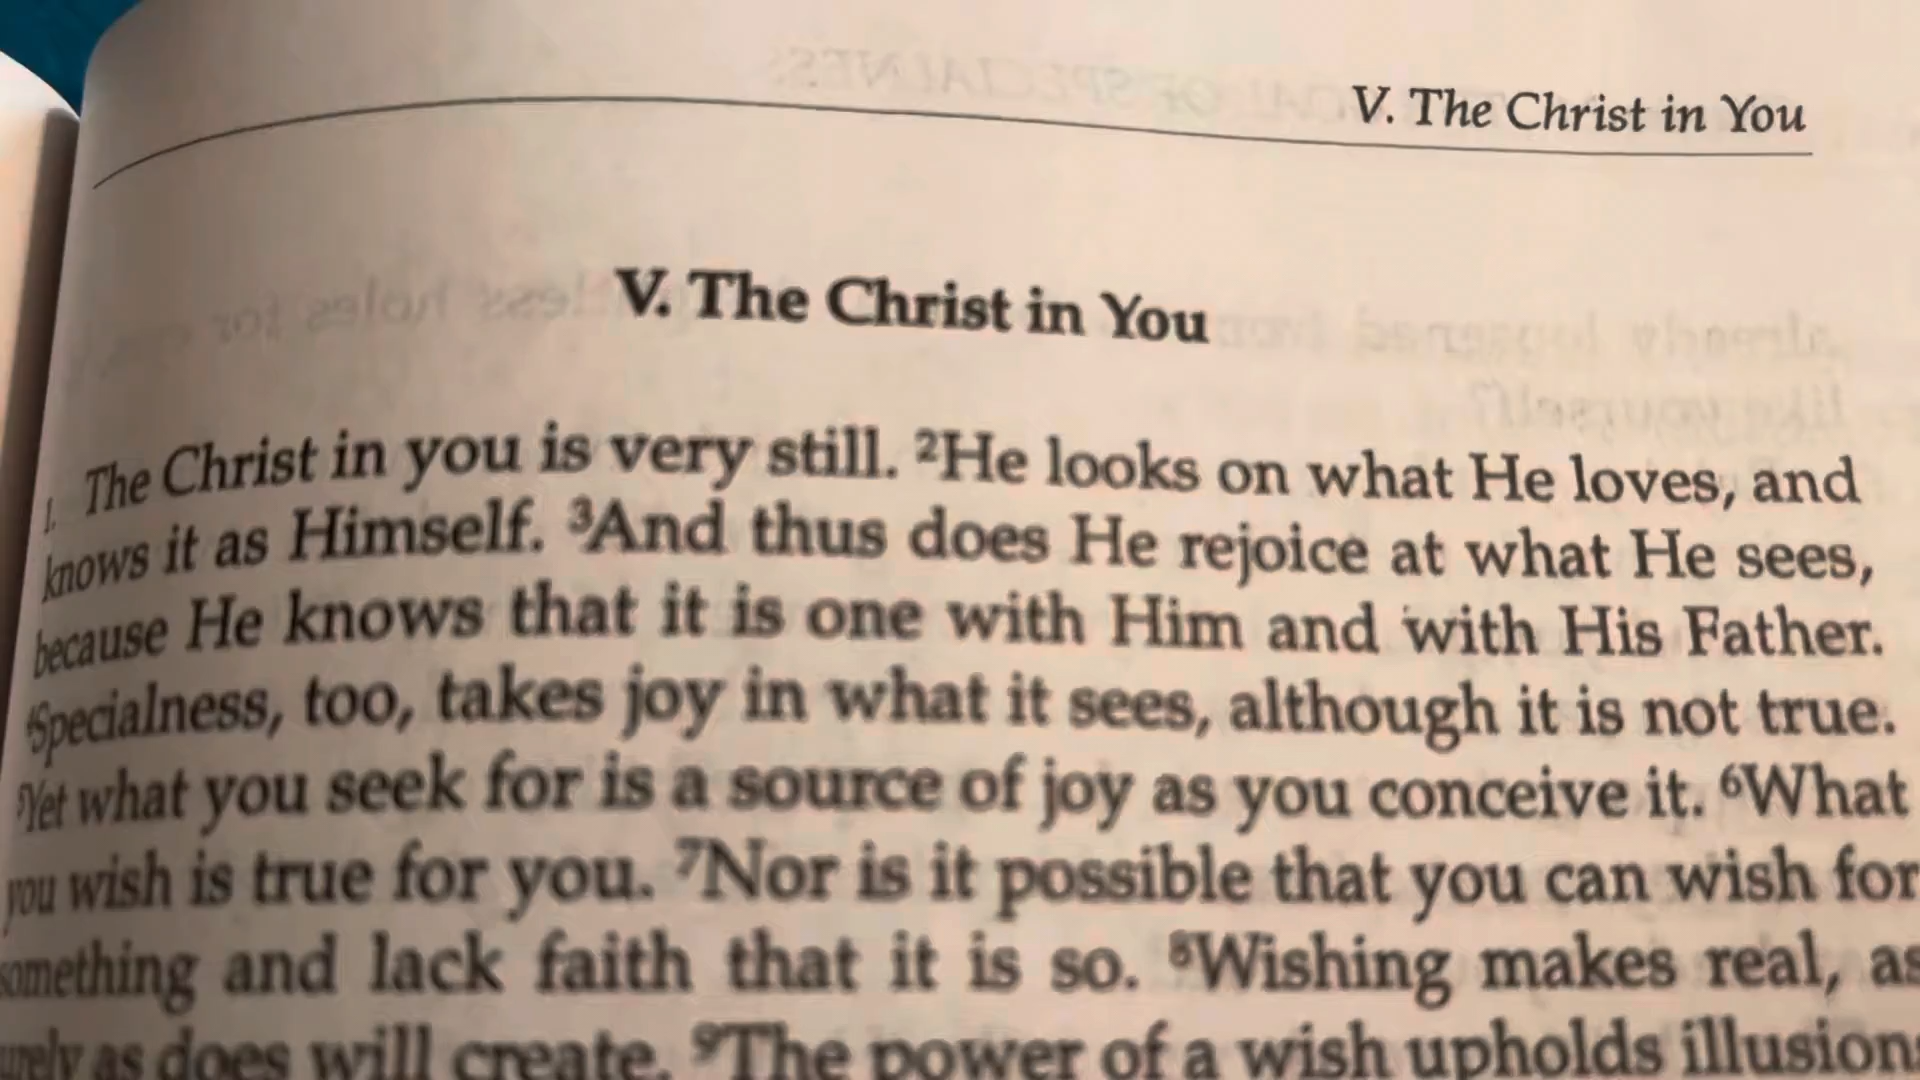 V. The Christ in You
V. The Christ in You
1. The Christ in you is very still. ²He looks on what He loves, and
knows it as Himself. ³And thus does He rejoice at what He sees,
because He knows that it is one with Him and with His Father.
⁴Specialness, too, takes joy in what it sees, although it is not true.
⁵Yet what you seek for is a source of joy as you conceive it. ⁶What
you wish is true for you. ⁷Nor is it possible that you can wish for
something and lack faith that it is so. ⁸Wishing makes real, as
as does will create. ⁹The power of a wish upholds